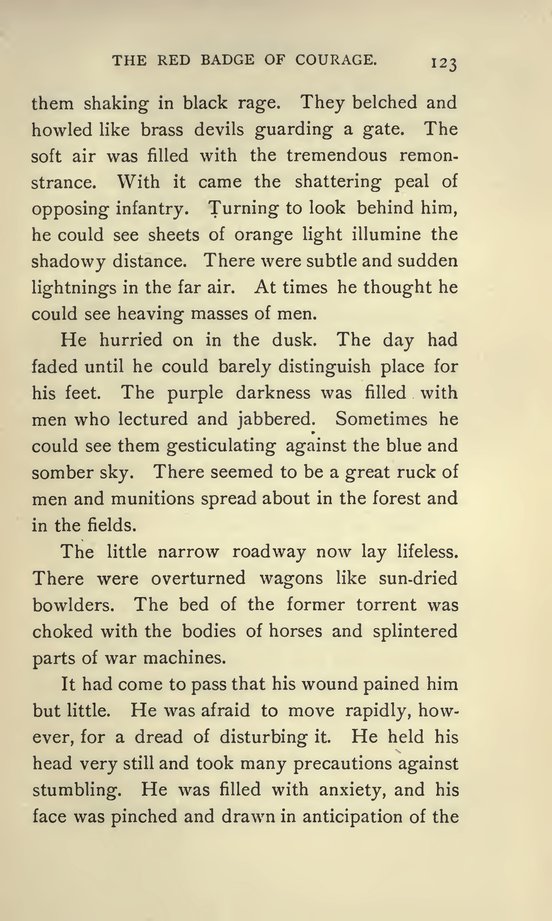 THE RED BADGE OF COURAGE. 123
them shaking in black rage. They belched and
howled like brass devils guarding a gate. The
soft air was filled with the tremendous remon-
strance. With it came the shattering peal of
opposing infantry. Turning to look behind him,
he could see sheets of orange light illumine the
shadowy distance. There were subtle and sudden
lightnings in the far air. At times he thought he
could see heaving masses of men.
He hurried on in the dusk. The day had
faded until he could barely distinguish place for
his feet. The purple darkness was filled with
men who lectured and jabbered. Sometimes he
could see them gesticulating against the blue and
somber sky. There seemed to be a great ruck of
men and munitions spread about in the forest and
in the fields.
The little narrow roadway now lay lifeless.
There were overturned wagons like sun-dried
bowlders. The bed of the former torrent was
choked with the bodies of horses and splintered
parts of war machines.
It had come to pass that his wound pained him
but little. He was afraid to move rapidly, how-
ever, for a dread of disturbing it. He held his
head very still and took many precautions against
stumbling. He was filled with anxiety, and his
face was pinched and drawn in anticipation of the